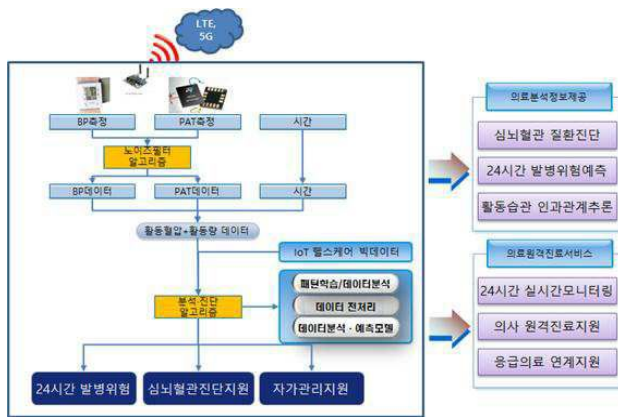 LTE,
5G
BP측정
PAT측정
시간
노이즈필터
알고리즘
BP데이터
PAT데이터
시간
활동혈압+활동량 데이터
IoT 헬스케어 빅데이터
분석·진단
알고리즘
패턴학습/데이터분석
데이터 전처리
데이터분석·예측모델
24시간 발병위험
심뇌혈관진단지원
자가관리지원
의료분석정보제공
심뇌혈관 질환진단
24시간 발병위험예측
활동습관 인과관계추론
의료원격진료서비스
24시간 실시간모니터링
의사 원격진료지원
응급의료 연계지원